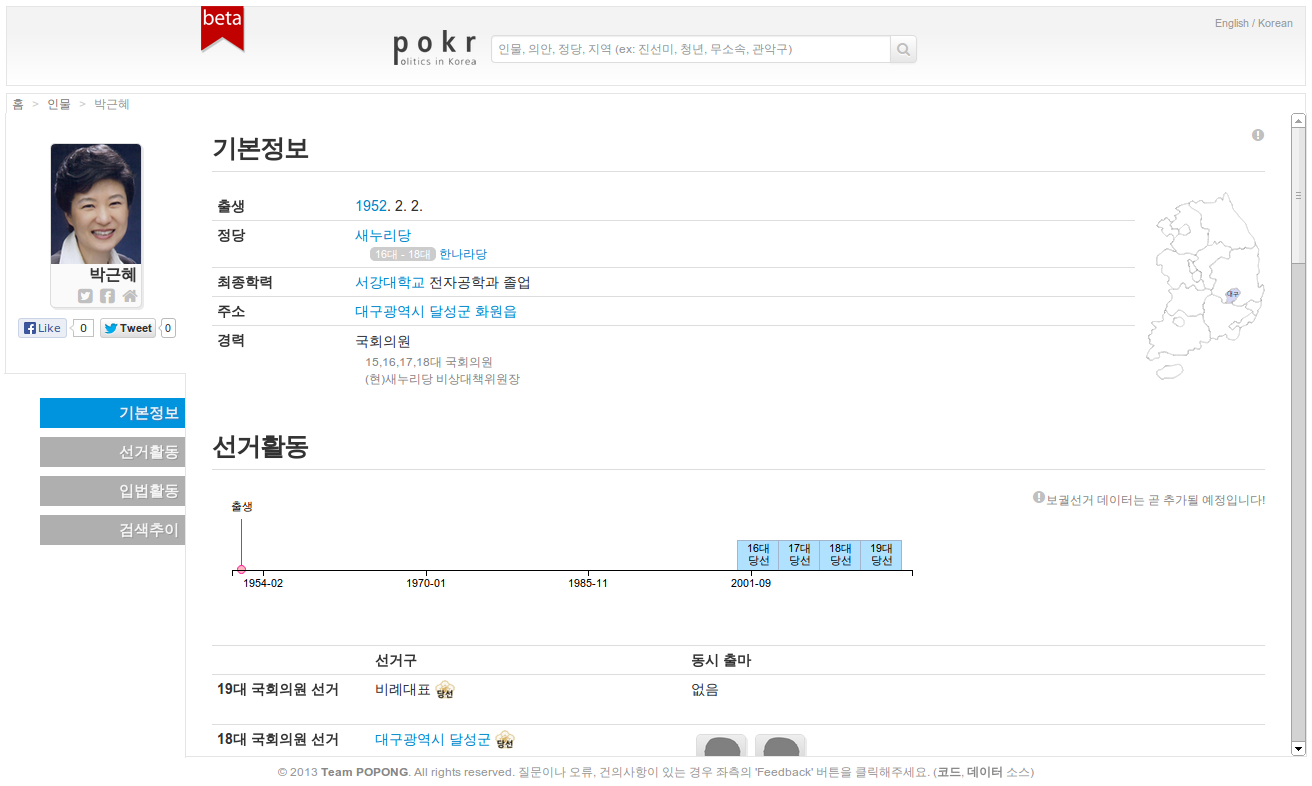 beta
pokr
olitics in Korea
인물, 의안, 정당, 지역 (ex: 진선미, 청년, 무소속, 관악구)
English / Korean
홈 > 인물 > 박근혜
박근혜
Like 0 Tweet 0
기본정보
선거활동
입법활동
검색추이
기본정보
출생 1952. 2. 2.
정당 새누리당
16대 - 18대 한나라당
최종학력 서강대학교 전자공학과 졸업
주소 대구광역시 달성군 화원읍
경력 국회의원
15,16,17,18대 국회의원
(현)새누리당 비상대책위원장
대구
선거활동
보궐선거 데이터는 곧 추가될 예정입니다!
출생
16대 당선 17대 당선 18대 당선 19대 당선
1954-02 1970-01 1985-11 2001-09
선거구 동시 출마
19대 국회의원 선거 비례대표 당선 없음
18대 국회의원 선거 대구광역시 달성군 당선
© 2013 Team POPONG. All rights reserved. 질문이나 오류, 건의사항이 있는 경우 좌측의 'Feedback' 버튼을 클릭해주세요. (코드, 데이터 소스)